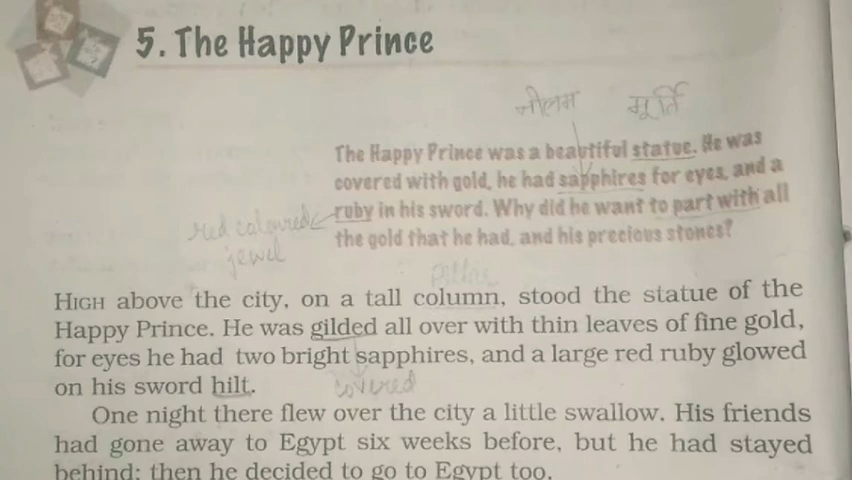 5. The Happy Prince
नीलम मूर्ति
The Happy Prince was a beautiful statue. He was
covered with gold, he had sapphires for eyes, and a
ruby in his sword. Why did he want to part with all
the gold that he had, and his precious stones?
red coloured
jewel
pillar
HIGH above the city, on a tall column, stood the statue of the
Happy Prince. He was gilded all over with thin leaves of fine gold,
for eyes he had two bright sapphires, and a large red ruby glowed
on his sword hilt.
covered
One night there flew over the city a little swallow. His friends
had gone away to Egypt six weeks before, but he had stayed
behind; then he decided to go to Egypt too.